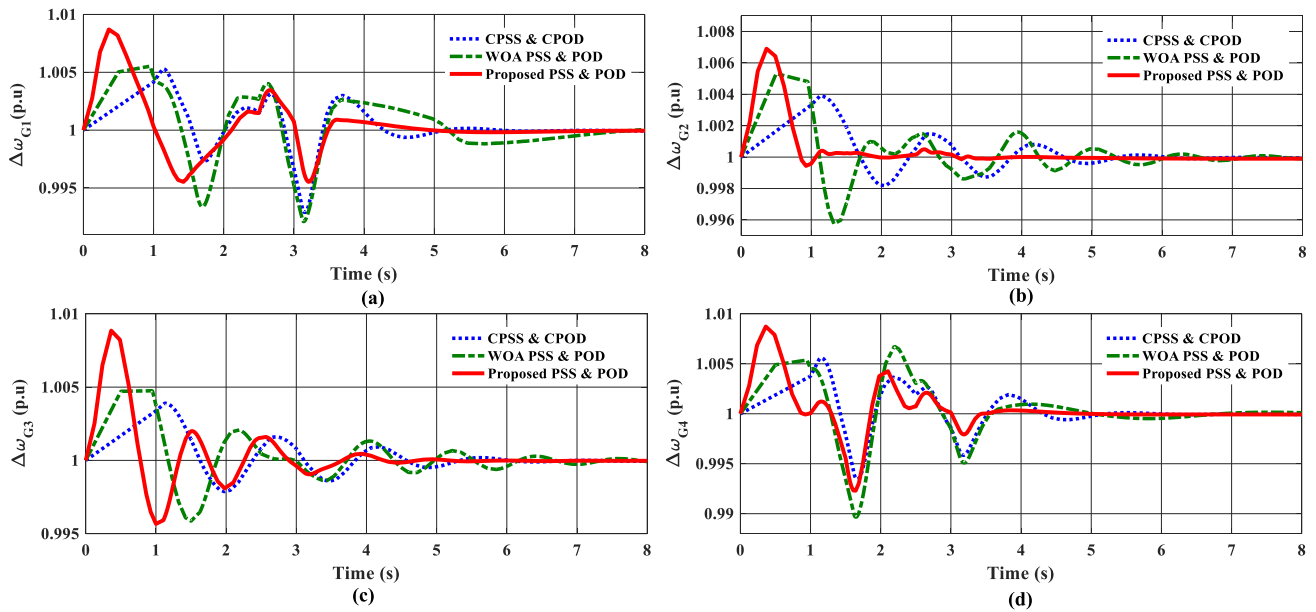 1.01
1.005
1
0.995
Δω_G1 (p.u)
CPSS & CPOD
WOA PSS & POD
Proposed PSS & POD
0 1 2 3 4 5 6 7 8
Time (s)
(a)
1.008
1.006
1.004
1.002
1
0.998
0.996
Δω_G2 (p.u)
CPSS & CPOD
WOA PSS & POD
Proposed PSS & POD
0 1 2 3 4 5 6 7 8
Time (s)
(b)
1.01
1.005
1
0.995
Δω_G3 (p.u)
CPSS & CPOD
WOA PSS & POD
Proposed PSS & POD
0 1 2 3 4 5 6 7 8
Time (s)
(c)
1.01
1.005
1
0.995
0.99
Δω_G4 (p.u)
CPSS & CPOD
WOA PSS & POD
Proposed PSS & POD
0 1 2 3 4 5 6 7 8
Time (s)
(d)